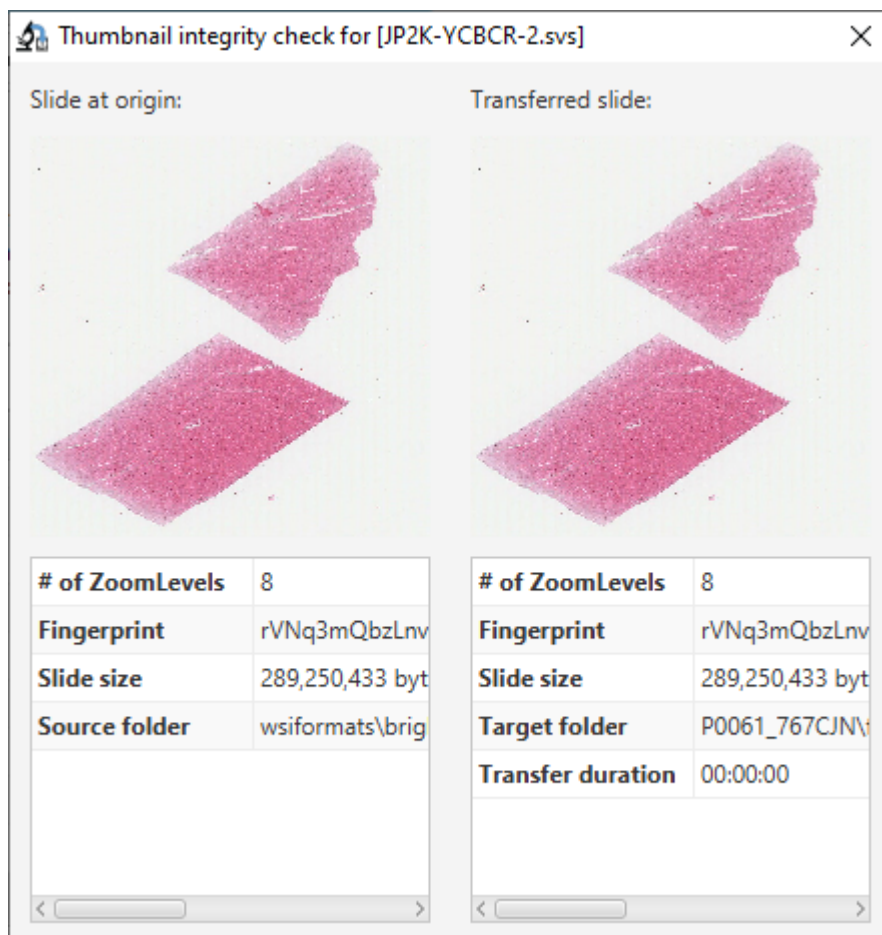 Thumbnail integrity check for [JP2K-YCBCR-2.svs]
Slide at origin:
Transferred slide:
# of ZoomLevels 8
Fingerprint rVNq3mQbzLnv
Slide size 289,250,433 byt
Source folder wsiformats\brig
# of ZoomLevels 8
Fingerprint rVNq3mQbzLnv
Slide size 289,250,433 byt
Target folder P0061_767CJN\
Transfer duration 00:00:00